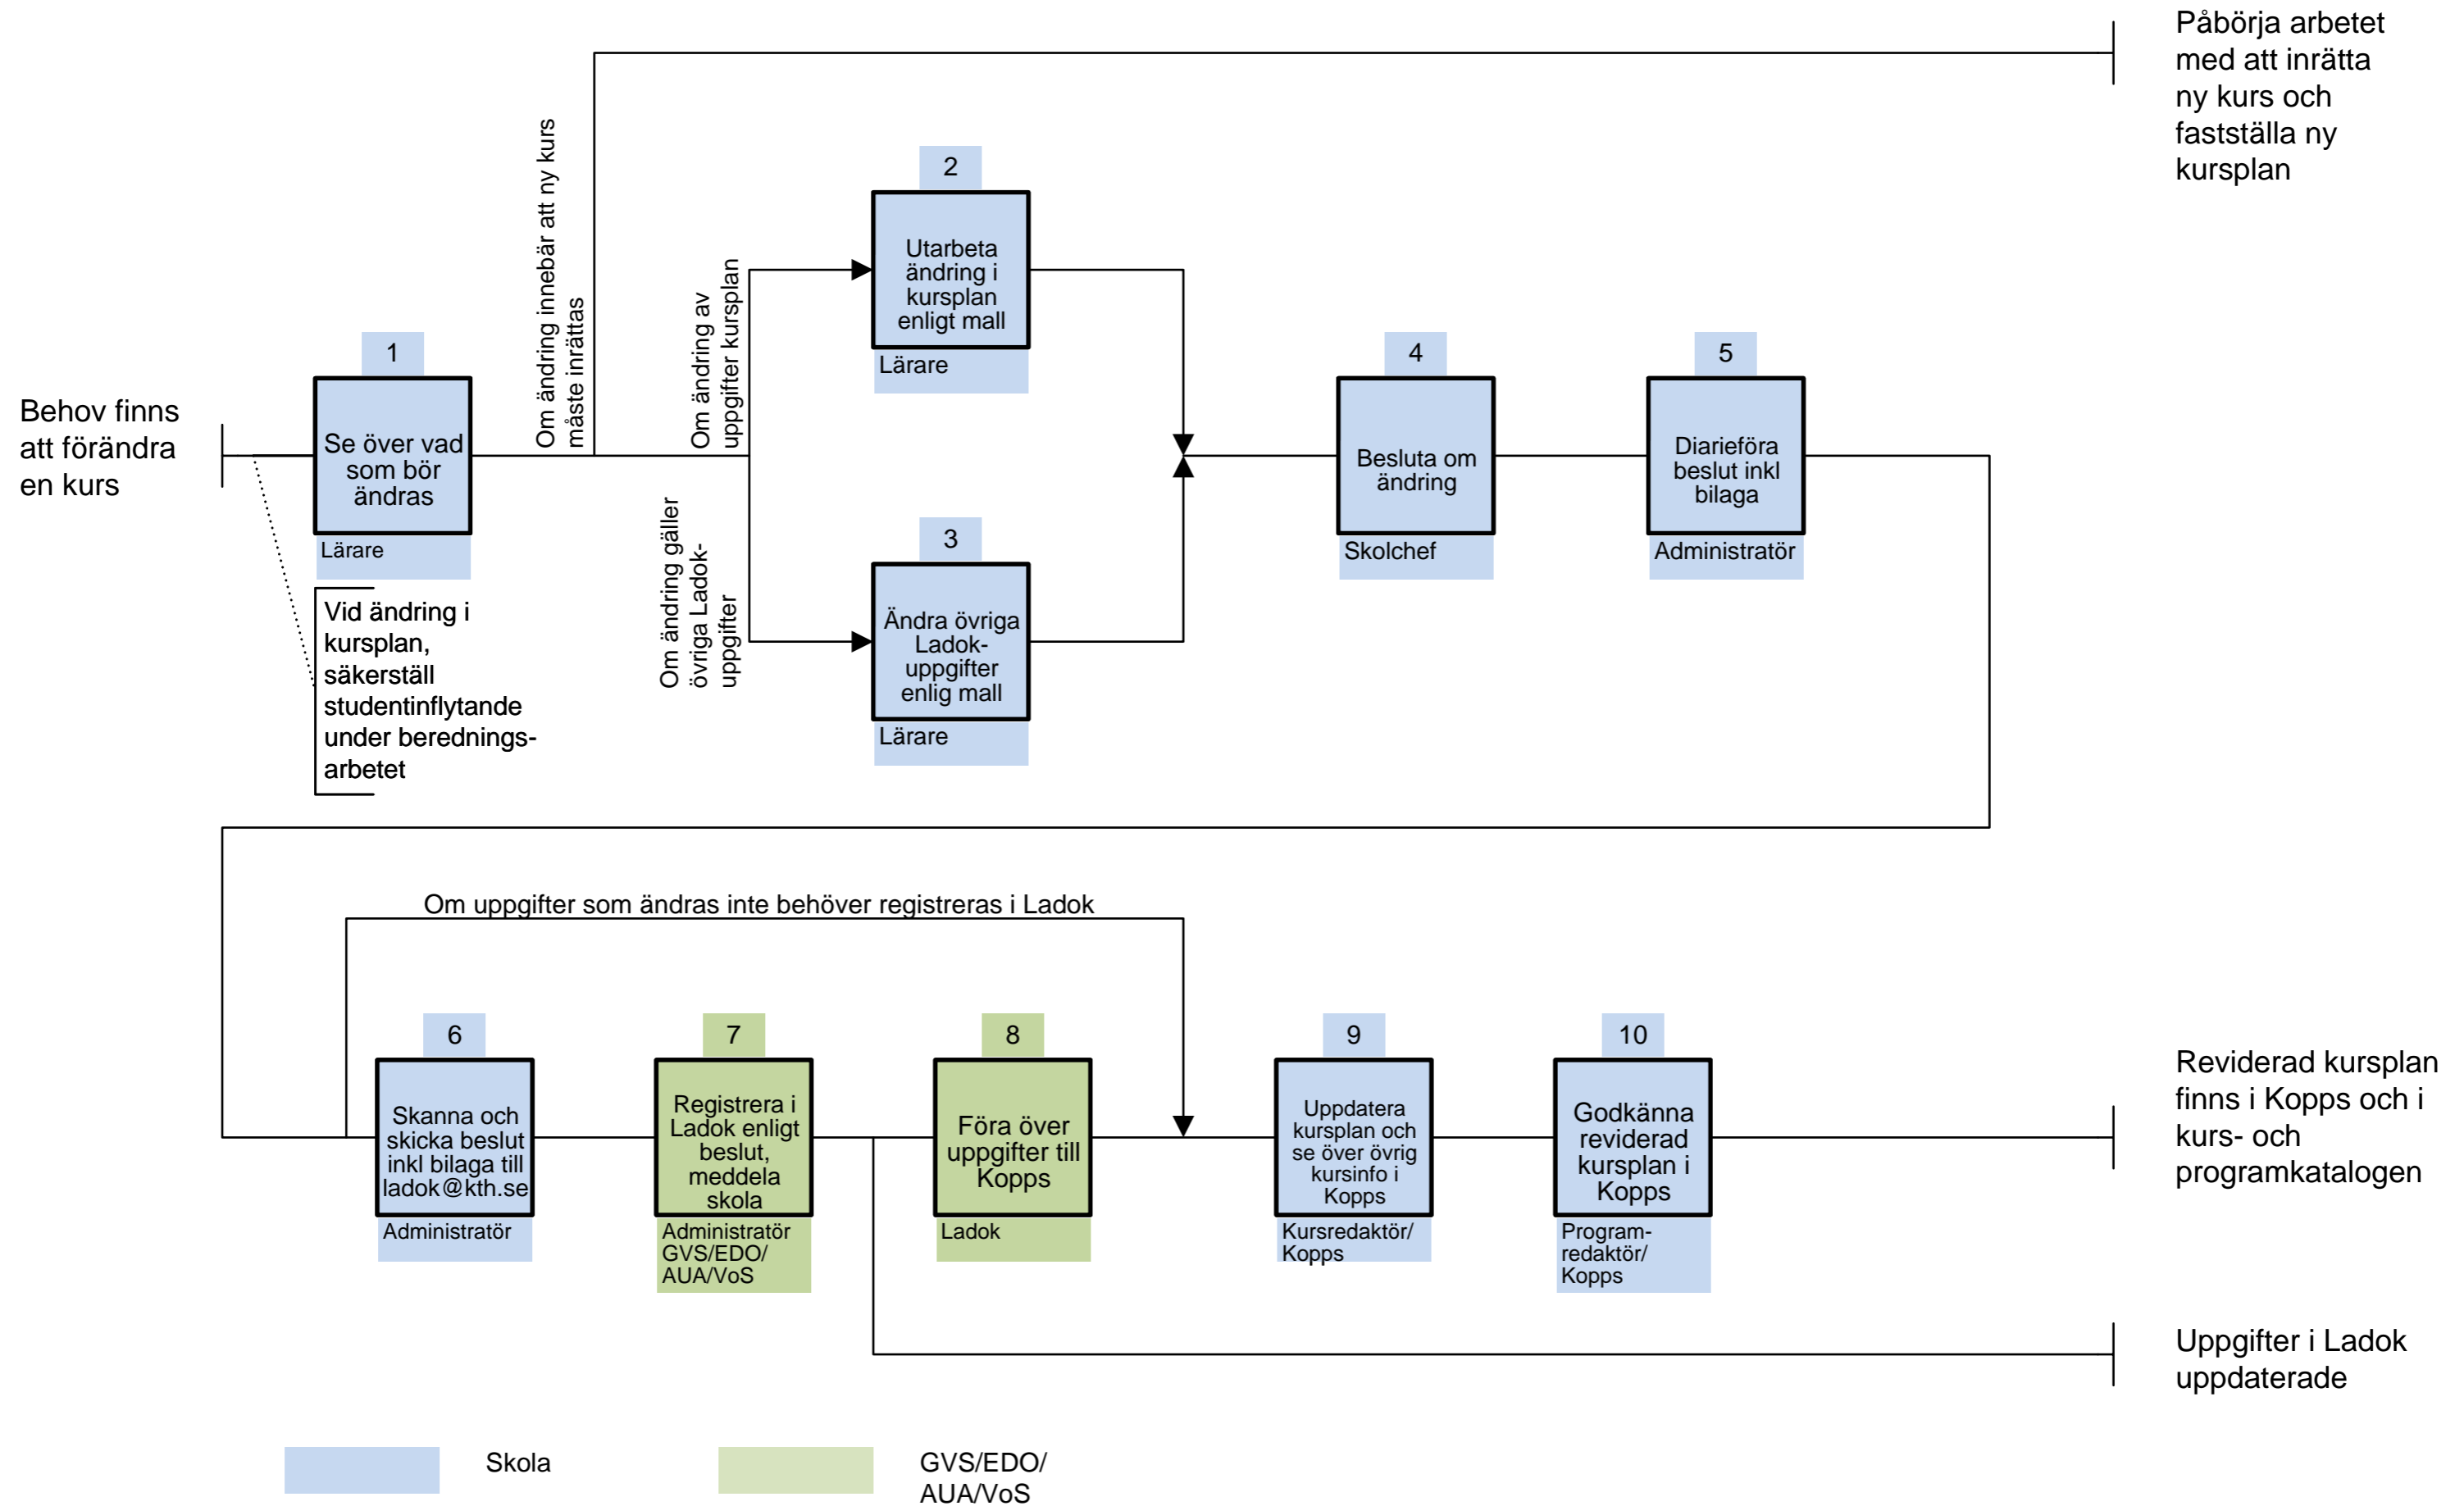 Påbörja arbetet
med att inrätta
ny kurs och
fastställa ny
kursplan
Om ändring innebär att ny kurs
måste inrättas
2
Utarbeta
ändring i
kursplan
enligt mall
Lärare
Om ändring av
uppgifter kursplan
Behov finns
att förändra
en kurs
1
Se över vad
som bör
ändras
Lärare
Vid ändring i
kursplan,
säkerställ
studentinflytande
under berednings-
arbetet
Om ändring gäller
övriga Ladok-
uppgifter
3
Ändra övriga
Ladok-
uppgifter
enlig mall
Lärare
4
Besluta om
ändring
Skolchef
5
Diarieföra
beslut inkl
bilaga
Administratör
Om uppgifter som ändras inte behöver registreras i Ladok
6
Skanna och
skicka beslut
inkl bilaga till
ladok@kth.se
Administratör
7
Registrera i
Ladok enligt
beslut,
meddela
skola
Administratör
GVS/EDO/
AUA/VoS
8
Föra över
uppgifter till
Kopps
Ladok
9
Uppdatera
kursplan och
se över övrig
kursinfo i
Kopps
Kursredaktör/
Kopps
10
Godkänna
reviderad
kursplan i
Kopps
Program-
redaktör/
Kopps
Reviderad kursplan
finns i Kopps och i
kurs- och
programkatalogen
Uppgifter i Ladok
uppdaterade
Skola
GVS/EDO/
AUA/VoS